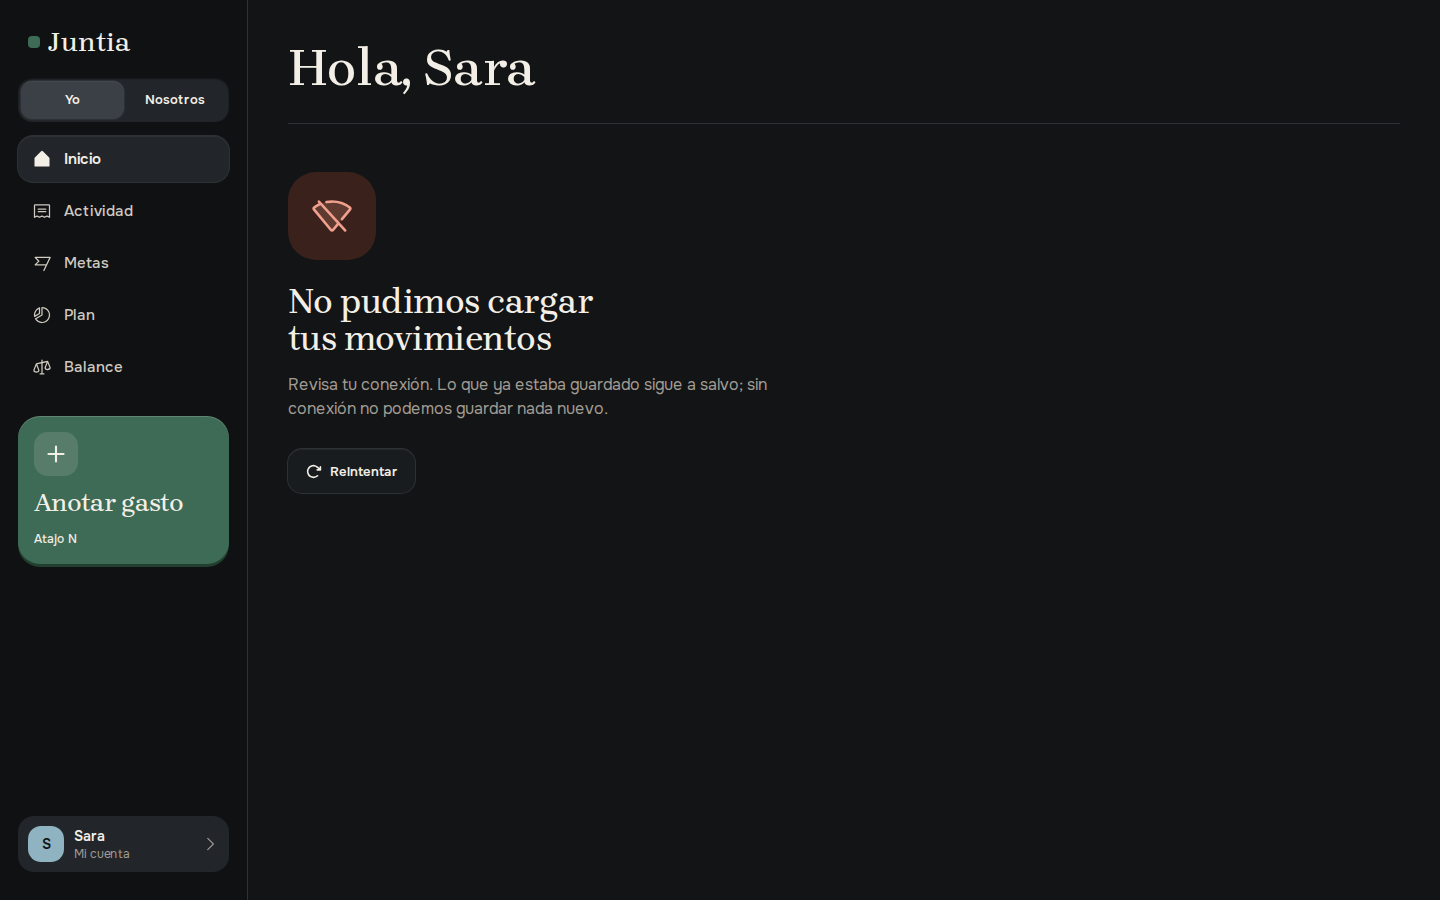 Juntia
Yo
Nosotros
Inicio
Actividad
Metas
Plan
Balance
Anotar gasto
Atajo N
Sara
Mi cuenta
Hola, Sara
No pudimos cargar
tus movimientos
Revisa tu conexión. Lo que ya estaba guardado sigue a salvo; sin
conexión no podemos guardar nada nuevo.
Reintentar
S